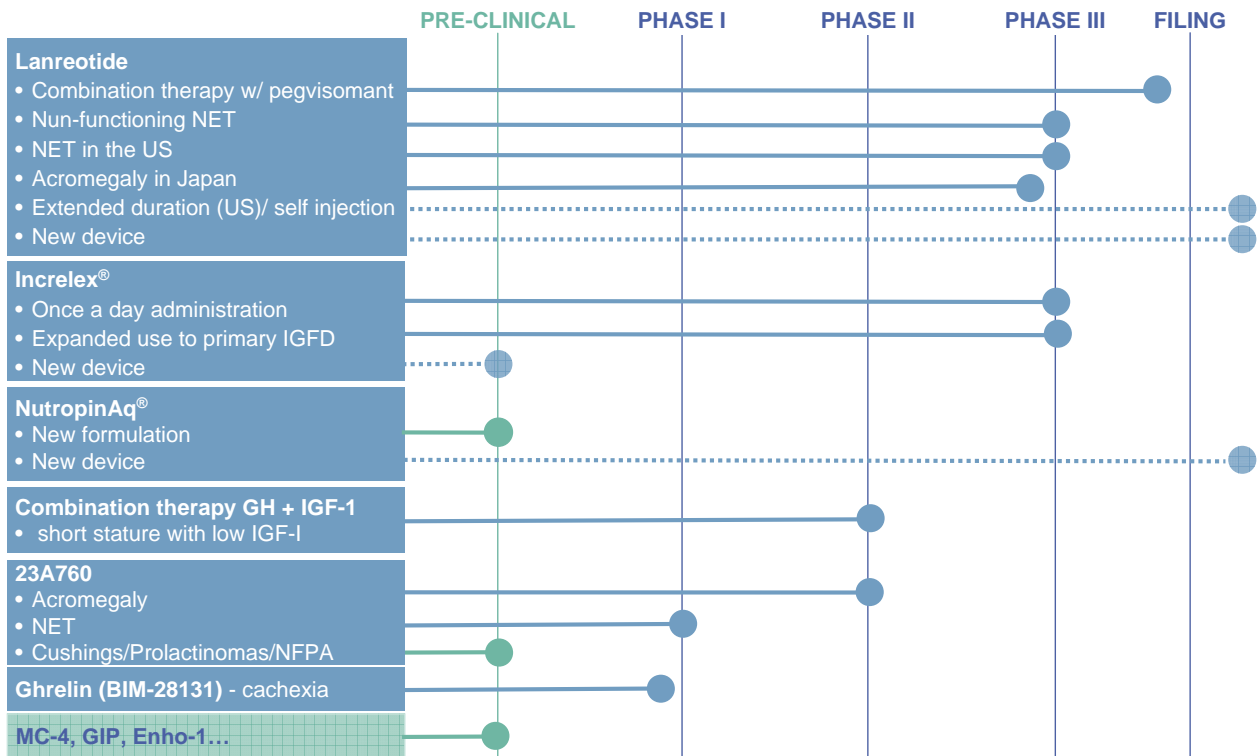 PRE-CLINICAL PHASE I PHASE II PHASE III FILING
Lanreotide
• Combination therapy w/ pegvisomant
• Nun-functioning NET
• NET in the US
• Acromegaly in Japan
• Extended duration (US)/ self injection
• New device
Increlex®
• Once a day administration
• Expanded use to primary IGFD
• New device
NutropinAq®
• New formulation
• New device
Combination therapy GH + IGF-1
• short stature with low IGF-I
23A760
• Acromegaly
• NET
• Cushings/Prolactinomas/NFPA
Ghrelin (BIM-28131) - cachexia
MC-4, GIP, Enho-1…